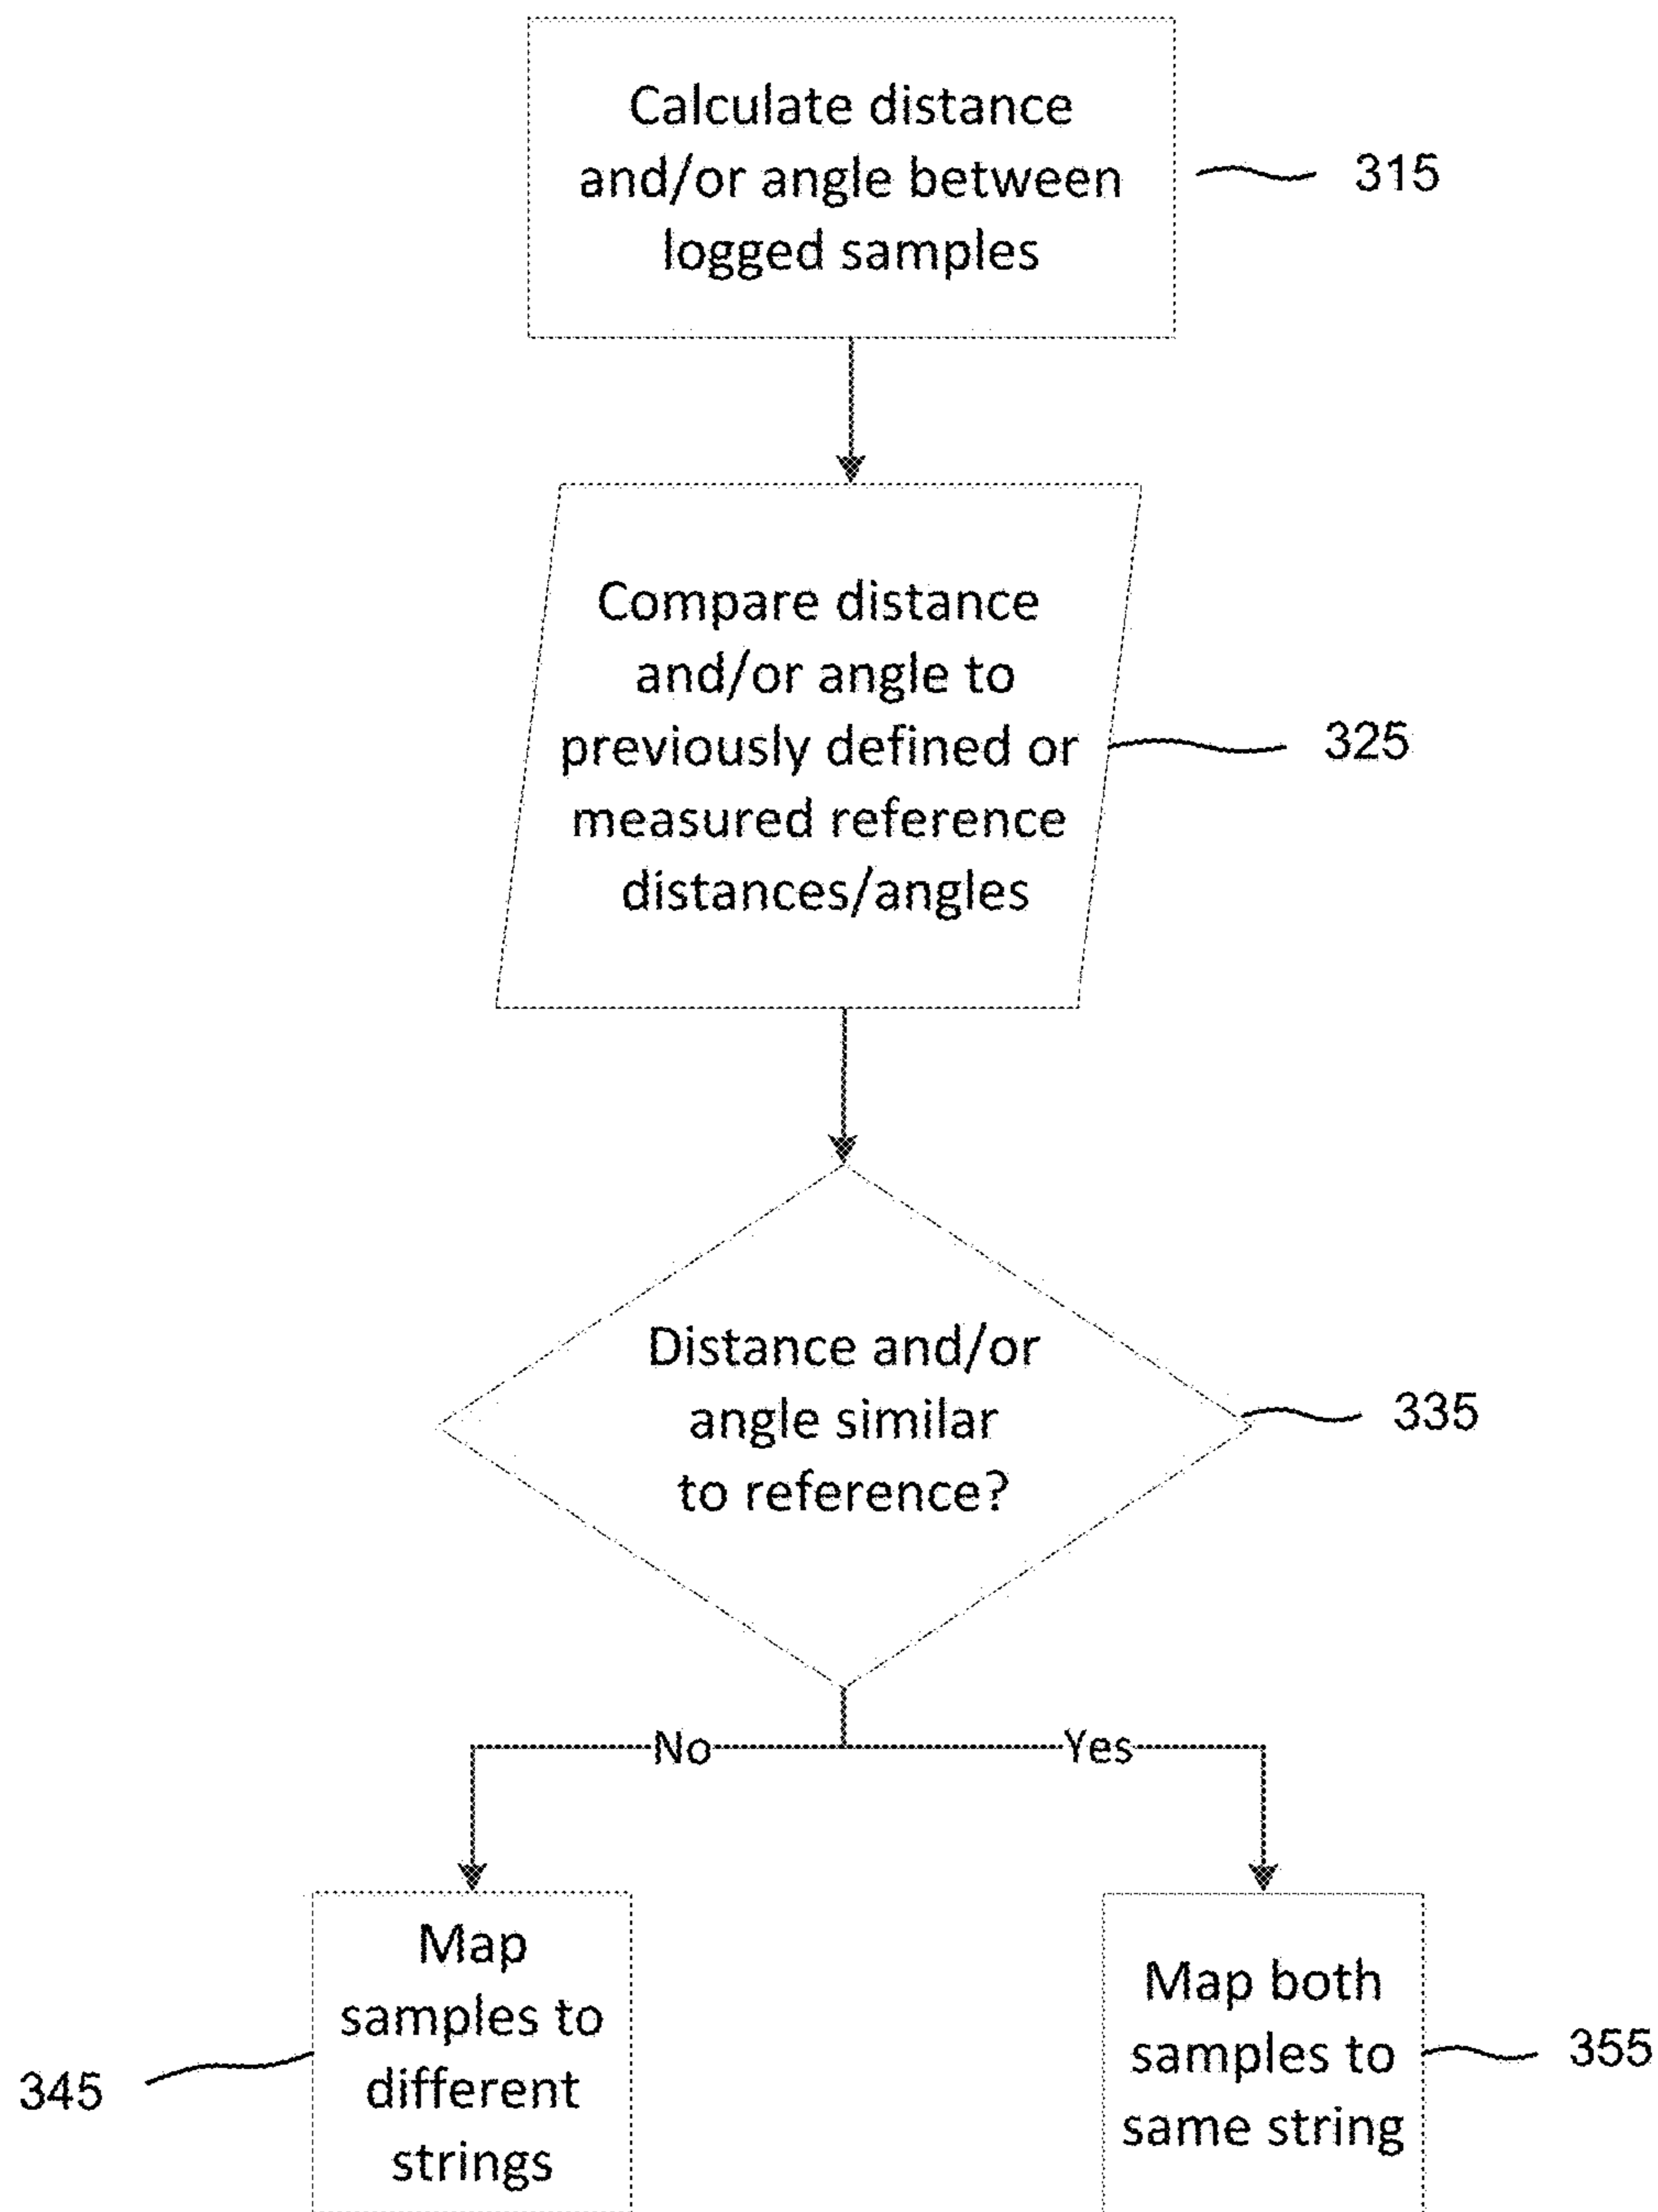 Calculate distance
and/or angle between
logged samples
315
Compare distance
and/or angle to
previously defined or
measured reference
distances/angles
325
Distance and/or
angle similar
to reference?
335
No
Yes
Map
samples to
different
strings
345
Map both
samples to
same string
355